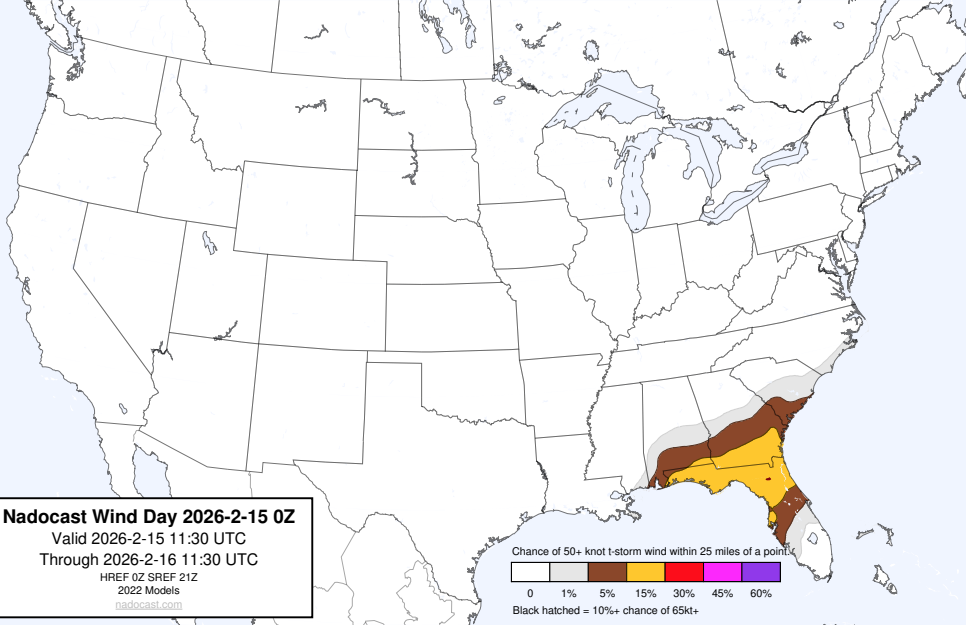 Nadocast Wind Day 2026-2-15 0Z
Valid 2026-2-15 11:30 UTC
Through 2026-2-16 11:30 UTC
HREF 0Z SREF 21Z
2022 Models
nadocast.com
Chance of 50+ knot t-storm wind within 25 miles of a point.
0 1% 5% 15% 30% 45% 60%
Black hatched = 10%+ chance of 65kt+